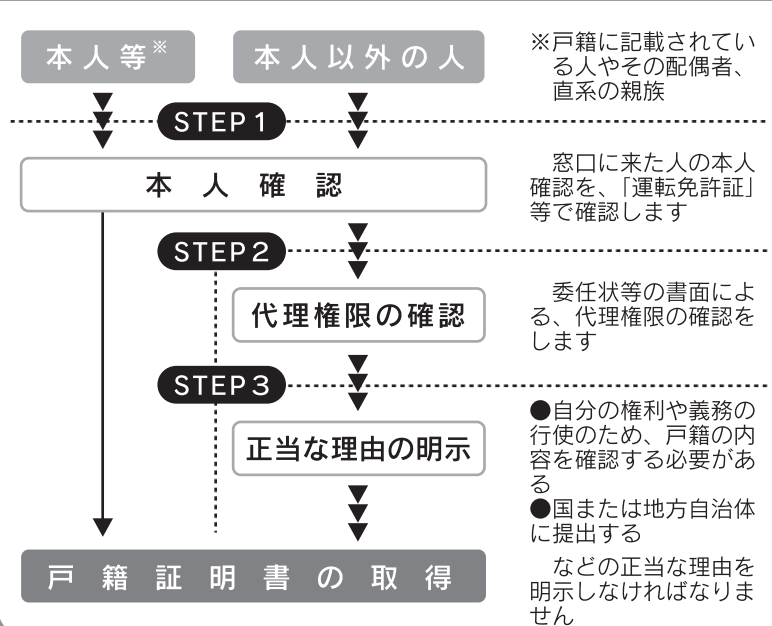 本人等※
本人以外の人
※戸籍に記載されてい
る人やその配偶者、
直系の親族
STEP1
本人確認
窓口に来た人の本人
確認を、「運転免許証」
等で確認します
STEP2
代理権限の確認
委任状等の書面によ
る、代理権限の確認を
します
STEP3
正当な理由の明示
●自分の権利や義務の
行使のため、戸籍の内
容を確認する必要があ
る
●国または地方自治体
に提出する
などの正当な理由を
明示しなければなりま
せん
戸籍証明書の取得